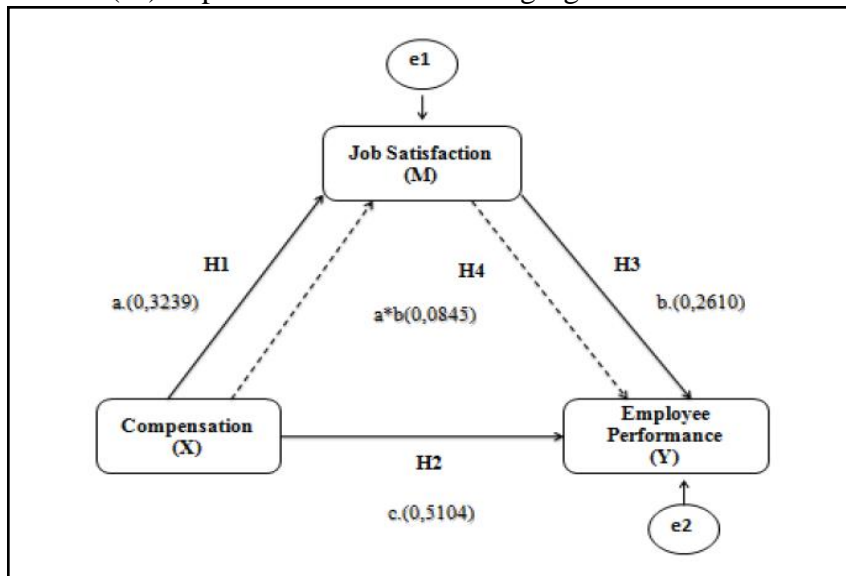 e1
Job Satisfaction
(M)
H1
H4
H3
a.(0,3239)
a*b(0,0845)
b.(0,2610)
Compensation
(X)
Employee
Performance
(Y)
H2
c.(0,5104)
e2